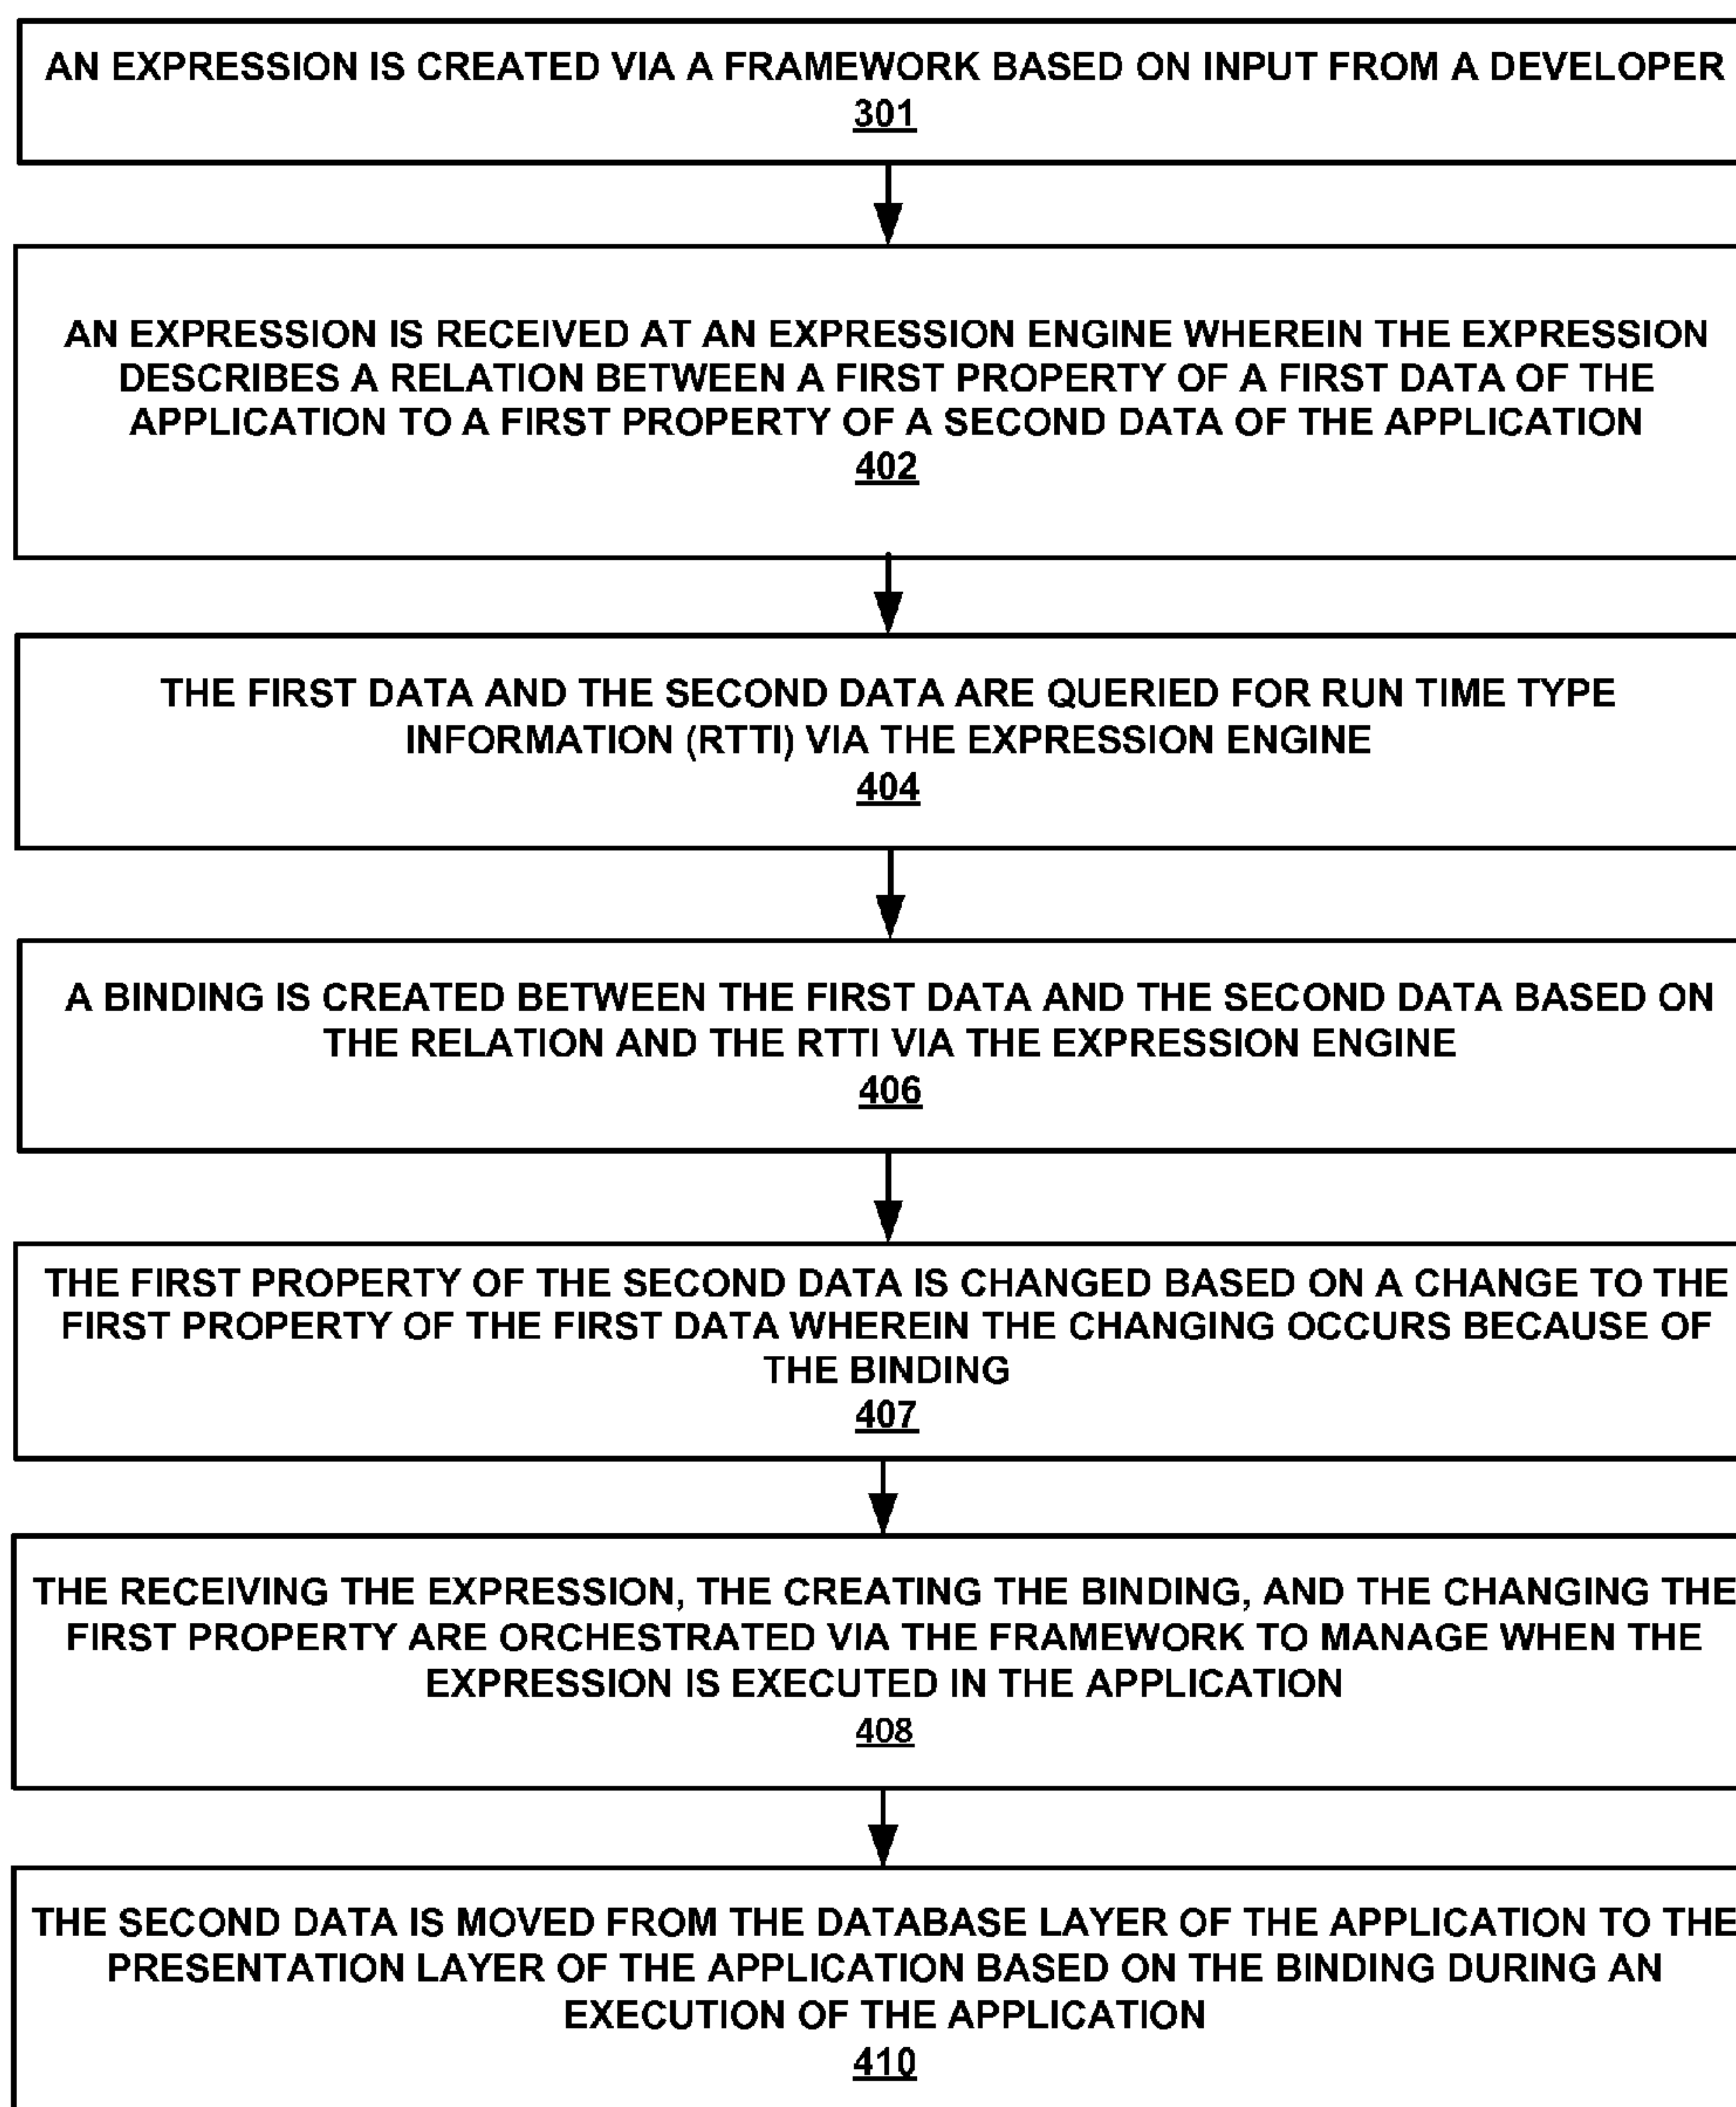 AN EXPRESSION IS CREATED VIA A FRAMEWORK BASED ON INPUT FROM A DEVELOPER
301
AN EXPRESSION IS RECEIVED AT AN EXPRESSION ENGINE WHEREIN THE EXPRESSION
DESCRIBES A RELATION BETWEEN A FIRST PROPERTY OF A FIRST DATA OF THE
APPLICATION TO A FIRST PROPERTY OF A SECOND DATA OF THE APPLICATION
402
THE FIRST DATA AND THE SECOND DATA ARE QUERIED FOR RUN TIME TYPE
INFORMATION (RTTI) VIA THE EXPRESSION ENGINE
404
A BINDING IS CREATED BETWEEN THE FIRST DATA AND THE SECOND DATA BASED ON
THE RELATION AND THE RTTI VIA THE EXPRESSION ENGINE
406
THE FIRST PROPERTY OF THE SECOND DATA IS CHANGED BASED ON A CHANGE TO THE
FIRST PROPERTY OF THE FIRST DATA WHEREIN THE CHANGING OCCURS BECAUSE OF
THE BINDING
407
THE RECEIVING THE EXPRESSION, THE CREATING THE BINDING, AND THE CHANGING THE
FIRST PROPERTY ARE ORCHESTRATED VIA THE FRAMEWORK TO MANAGE WHEN THE
EXPRESSION IS EXECUTED IN THE APPLICATION
408
THE SECOND DATA IS MOVED FROM THE DATABASE LAYER OF THE APPLICATION TO THE
PRESENTATION LAYER OF THE APPLICATION BASED ON THE BINDING DURING AN
EXECUTION OF THE APPLICATION
410